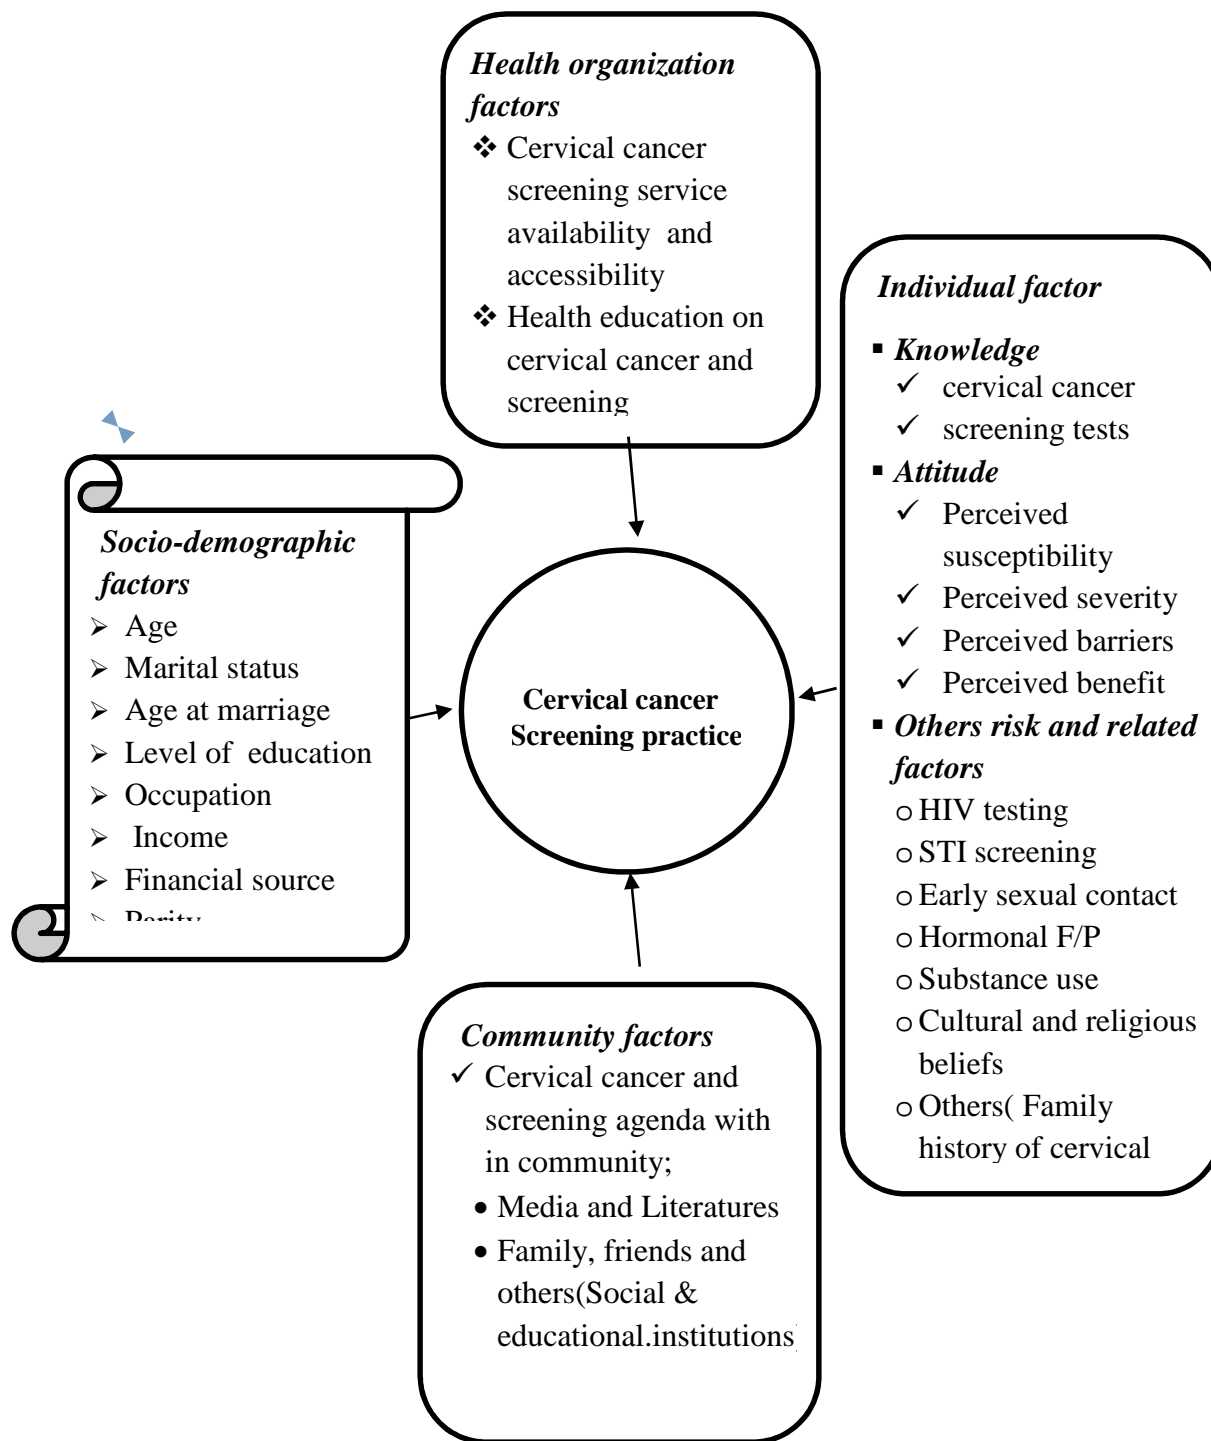 Health organization
factors
❖ Cervical cancer
screening service
availability and
accessibility
❖ Health education on
cervical cancer and
screening
Individual factor
▪ Knowledge
✓ cervical cancer
✓ screening tests
▪ Attitude
✓ Perceived
susceptibility
✓ Perceived severity
✓ Perceived barriers
✓ Perceived benefit
▪ Others risk and related
factors
o HIV testing
o STI screening
o Early sexual contact
o Hormonal F/P
o Substance use
o Cultural and religious
beliefs
o Others( Family
history of cervical
Socio-demographic
factors
➢ Age
➢ Marital status
➢ Age at marriage
➢ Level of education
➢ Occupation
➢ Income
➢ Financial source
➢ Parity
Cervical cancer
Screening practice
Community factors
✓ Cervical cancer and
screening agenda with
in community;
• Media and Literatures
• Family, friends and
others(Social &
educational.institutions)